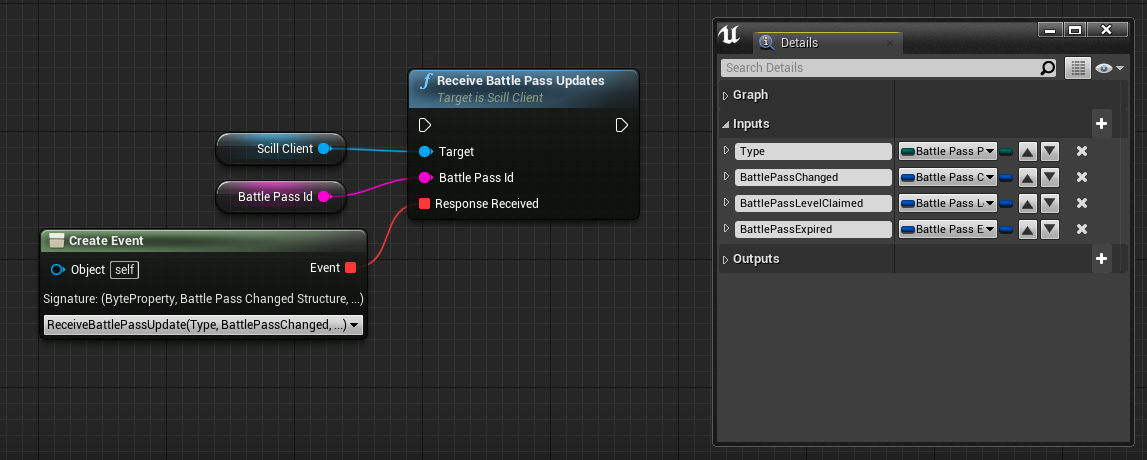 Receive Battle Pass Updates
Target is Scill Client
Scill Client
Target
Battle Pass Id
Battle Pass Id
Response Received
Create Event
Object self
Event
Signature: (ByteProperty, Battle Pass Changed Structure, ...)
ReceiveBattlePassUpdate(Type, BattlePassChanged, ...)
Details
Search Details
Graph
Inputs
Type Battle Pass P
BattlePassChanged Battle Pass C
BattlePassLevelClaimed Battle Pass L
BattlePassExpired Battle Pass E
Outputs